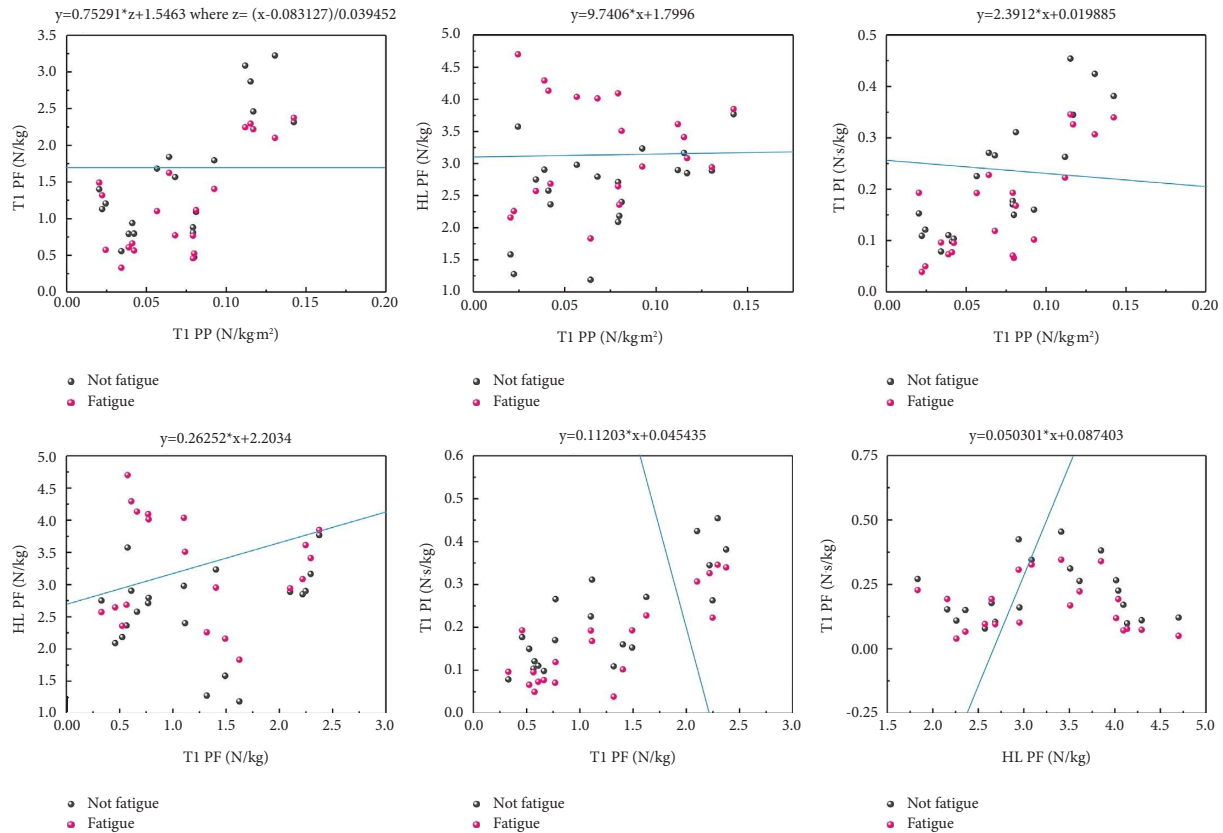 y=0.75291*z+1.5463 where z= (x-0.083127)/0.039452
3.5
3.0
2.5
2.0
1.5
1.0
0.5
0.0
T1 PF (N/kg)
0.00 0.05 0.10 0.15 0.20
T1 PP (N/kg·m²)
Not fatigue
Fatigue
y=9.7406*x+1.7996
5.0
4.5
4.0
3.5
3.0
2.5
2.0
1.5
1.0
HL PF (N/kg)
0.00 0.05 0.10 0.15
T1 PP (N/kg·m²)
Not fatigue
Fatigue
y=2.3912*x+0.019885
0.5
0.4
0.3
0.2
0.1
0.0
T1 PI (N·s/kg)
0.00 0.05 0.10 0.15 0.20
T1 PP (N/kg·m²)
Not fatigue
Fatigue
y=0.26252*x+2.2034
5.0
4.5
4.0
3.5
3.0
2.5
2.0
1.5
1.0
HL PF (N/kg)
0.0 0.5 1.0 1.5 2.0 2.5 3.0
T1 PF (N/kg)
Not fatigue
Fatigue
y=0.11203*x+0.045435
0.6
0.5
0.4
0.3
0.2
0.1
0.0
T1 PI (N·s/kg)
0.0 0.5 1.0 1.5 2.0 2.5 3.0
T1 PF (N/kg)
Not fatigue
Fatigue
y=0.050301*x+0.087403
0.75
0.50
0.25
0.00
-0.25
T1 PF (N·s/kg)
1.5 2.0 2.5 3.0 3.5 4.0 4.5 5.0
HL PF (N/kg)
Not fatigue
Fatigue